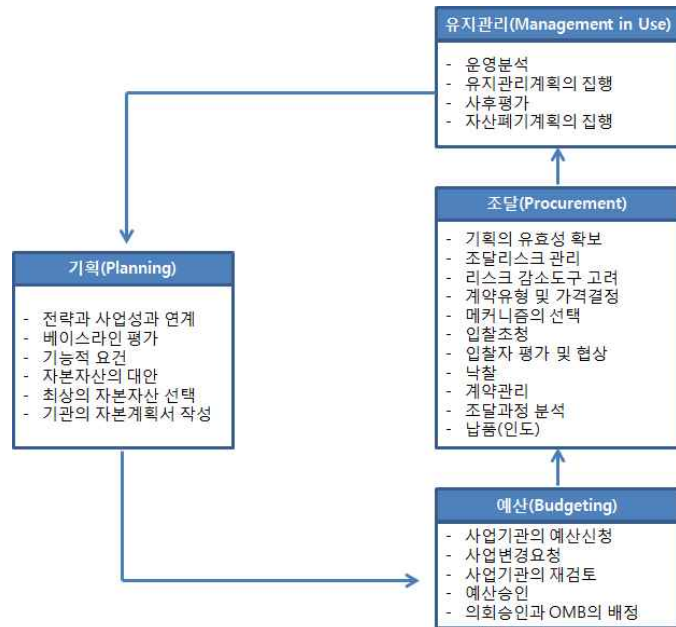 유지관리(Management in Use)
- 운영분석
- 유지관리계획의 집행
- 사후평가
- 자산폐기계획의 집행
조달(Procurement)
- 기획의 유효성 확보
- 조달리스크 관리
- 리스크 감소도구 고려
- 계약유형 및 가격결정
- 메커니즘의 선택
- 입찰초청
- 입찰자 평가 및 협상
- 낙찰
- 계약관리
- 조달과정 분석
- 납품(인도)
기획(Planning)
- 전략과 사업성과 연계
- 베이스라인 평가
- 기능적 요건
- 자본자산의 대안
- 최상의 자본자산 선택
- 기관의 자본계획서 작성
예산(Budgeting)
- 사업기관의 예산신청
- 사업변경요청
- 사업기관의 재검토
- 예산승인
- 의회승인과 OMB의 배정